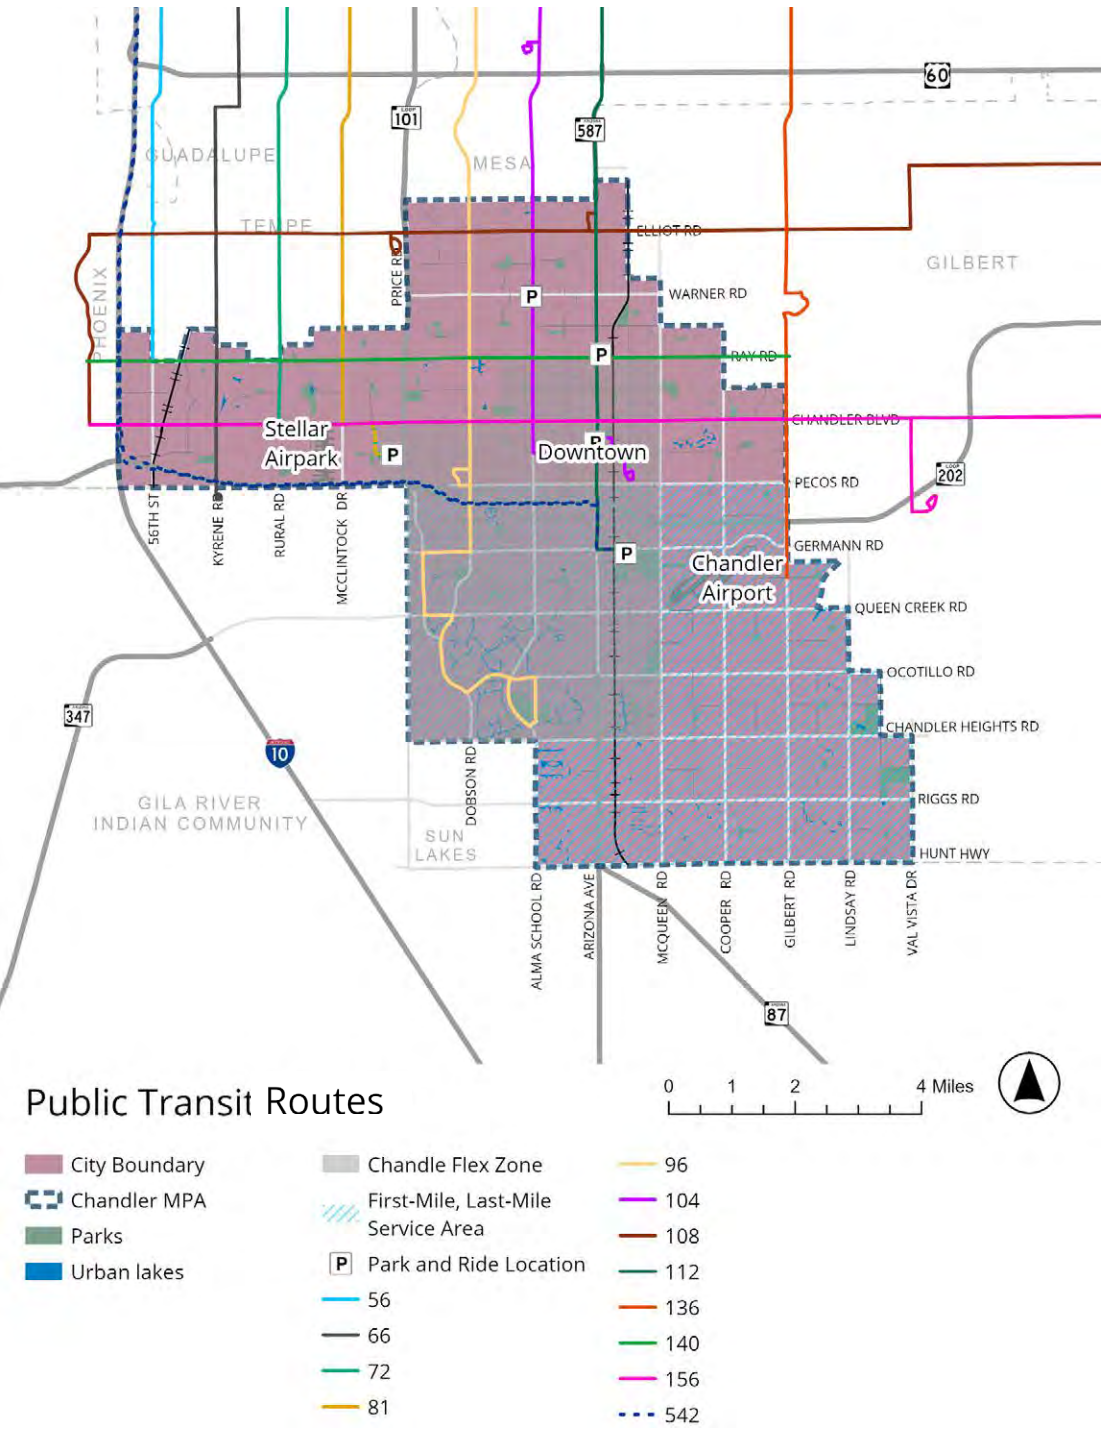 60
LOOP
101
ARIZONA
587
GUADALUPE
MESA
TEMPE
ELLIOT RD
GILBERT
PRICE RD
PHOENIX
WARNER RD
P
P
RAY RD
CHANDLER BLVD
Stellar
Airpark
P
P
Downtown
LOOP
202
PECOS RD
56TH ST
KYRENE RD
RURAL RD
MCCLINTOCK DR
GERMANN RD
P
Chandler
Airport
QUEEN CREEK RD
OCOTILLO RD
347
CHANDLER HEIGHTS RD
10
DOBSON RD
GILA RIVER
INDIAN COMMUNITY
RIGGS RD
SUN
LAKES
HUNT HWY
ALMA SCHOOL RD
ARIZONA AVE
MCQUEEN RD
COOPER RD
GILBERT RD
LINDSAY RD
VAL VISTA DR
87
0 1 2 4 Miles
Public Transit Routes
City Boundary
Chandler MPA
Parks
Urban lakes
Chandle Flex Zone
First-Mile, Last-Mile
Service Area
P Park and Ride Location
56
66
72
81
96
104
108
112
136
140
156
542